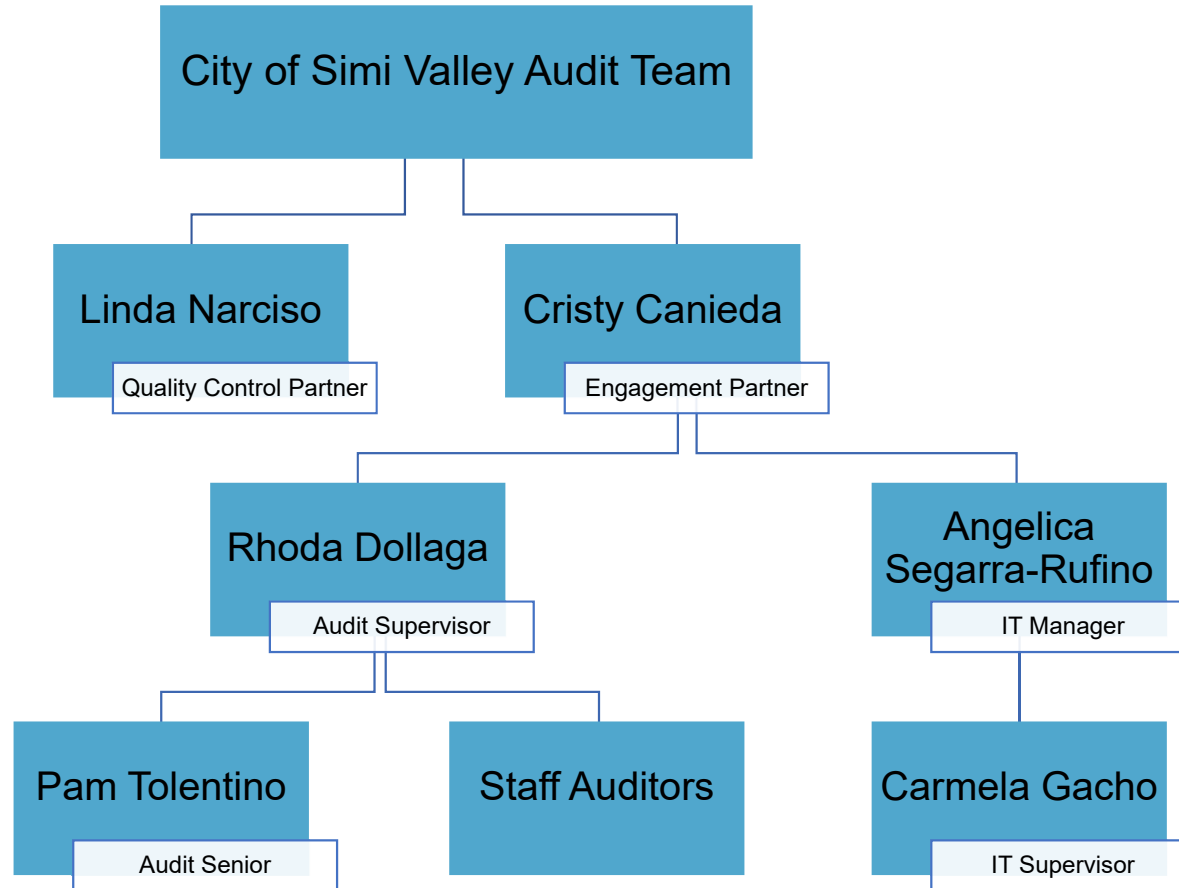 City of Simi Valley Audit Team
Linda Narciso
Quality Control Partner
Cristy Canieda
Engagement Partner
Rhoda Dollaga
Audit Supervisor
Angelica
Segarra-Rufino
IT Manager
Pam Tolentino
Audit Senior
Staff Auditors
Carmela Gacho
IT Supervisor